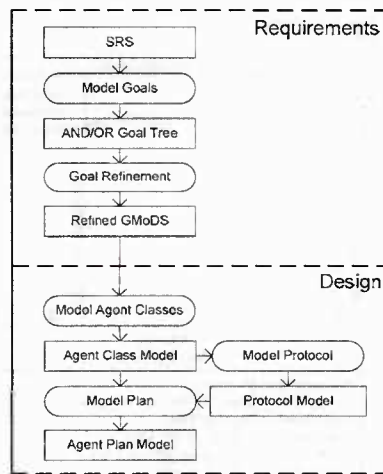 Requirements
SRS
Model Goals
AND/OR Goal Tree
Goal Refinement
Refined GMoDS
Design
Model Agent Classes
Agent Class Model
Model Protocol
Model Plan
Protocol Model
Agent Plan Model